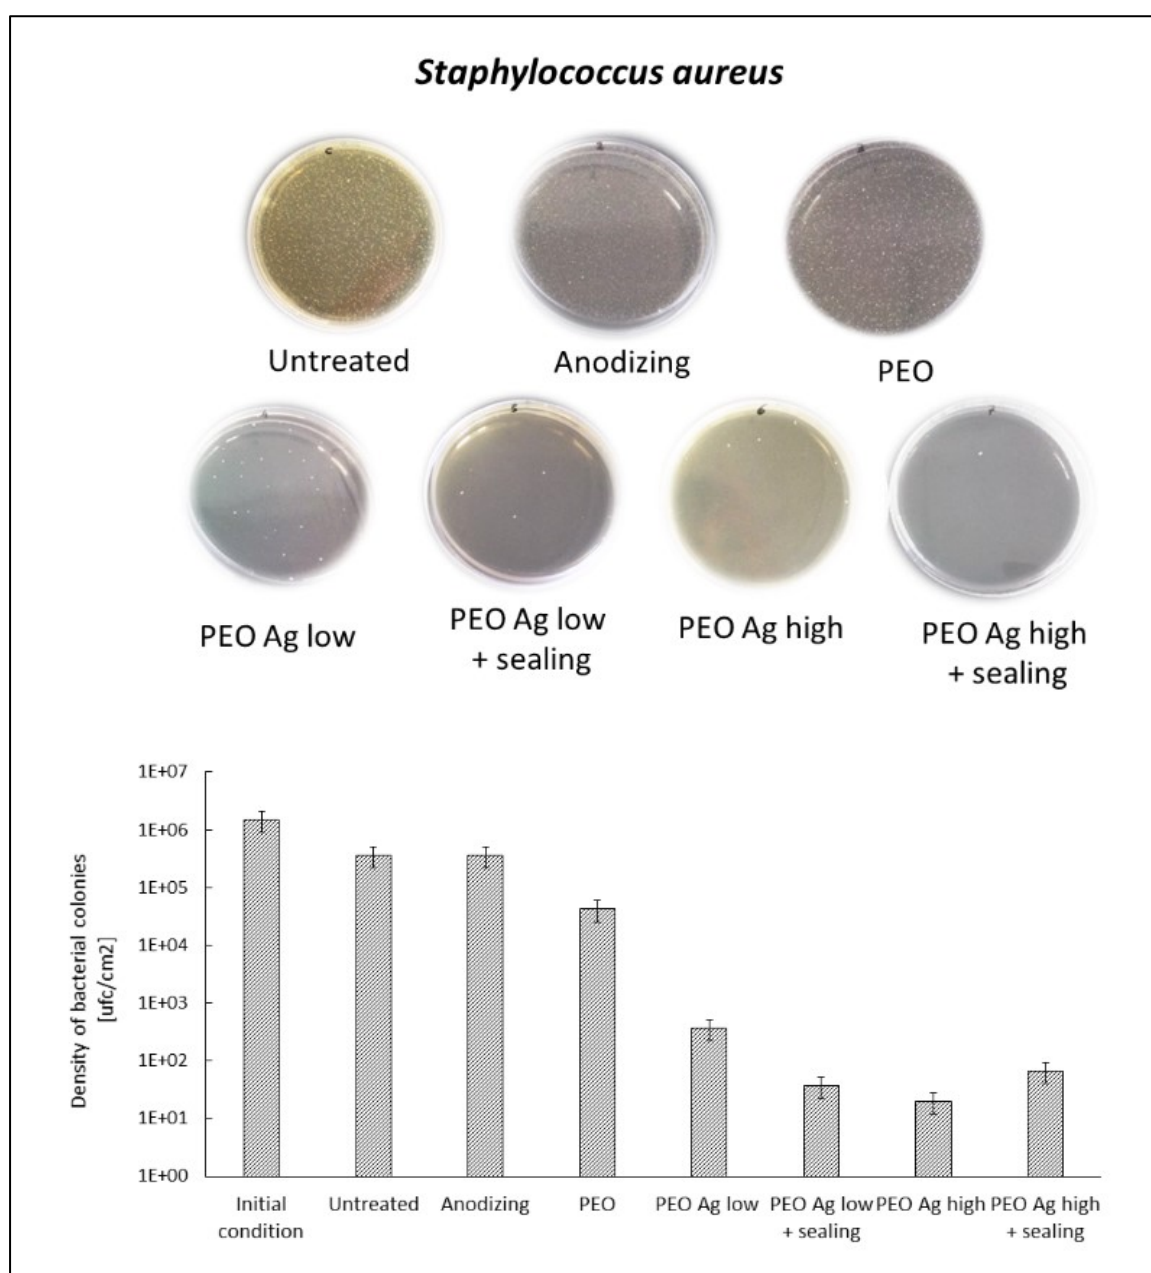 Staphylococcus aureus
Untreated
Anodizing
PEO
PEO Ag low
PEO Ag low
+ sealing
PEO Ag high
PEO Ag high
+ sealing
Density of bacterial colonies
[ufc/cm2]
1E+07
1E+06
1E+05
1E+04
1E+03
1E+02
1E+01
1E+00
Initial
condition
Untreated
Anodizing
PEO
PEO Ag low
PEO Ag low
+ sealing
PEO Ag high
PEO Ag high
+ sealing